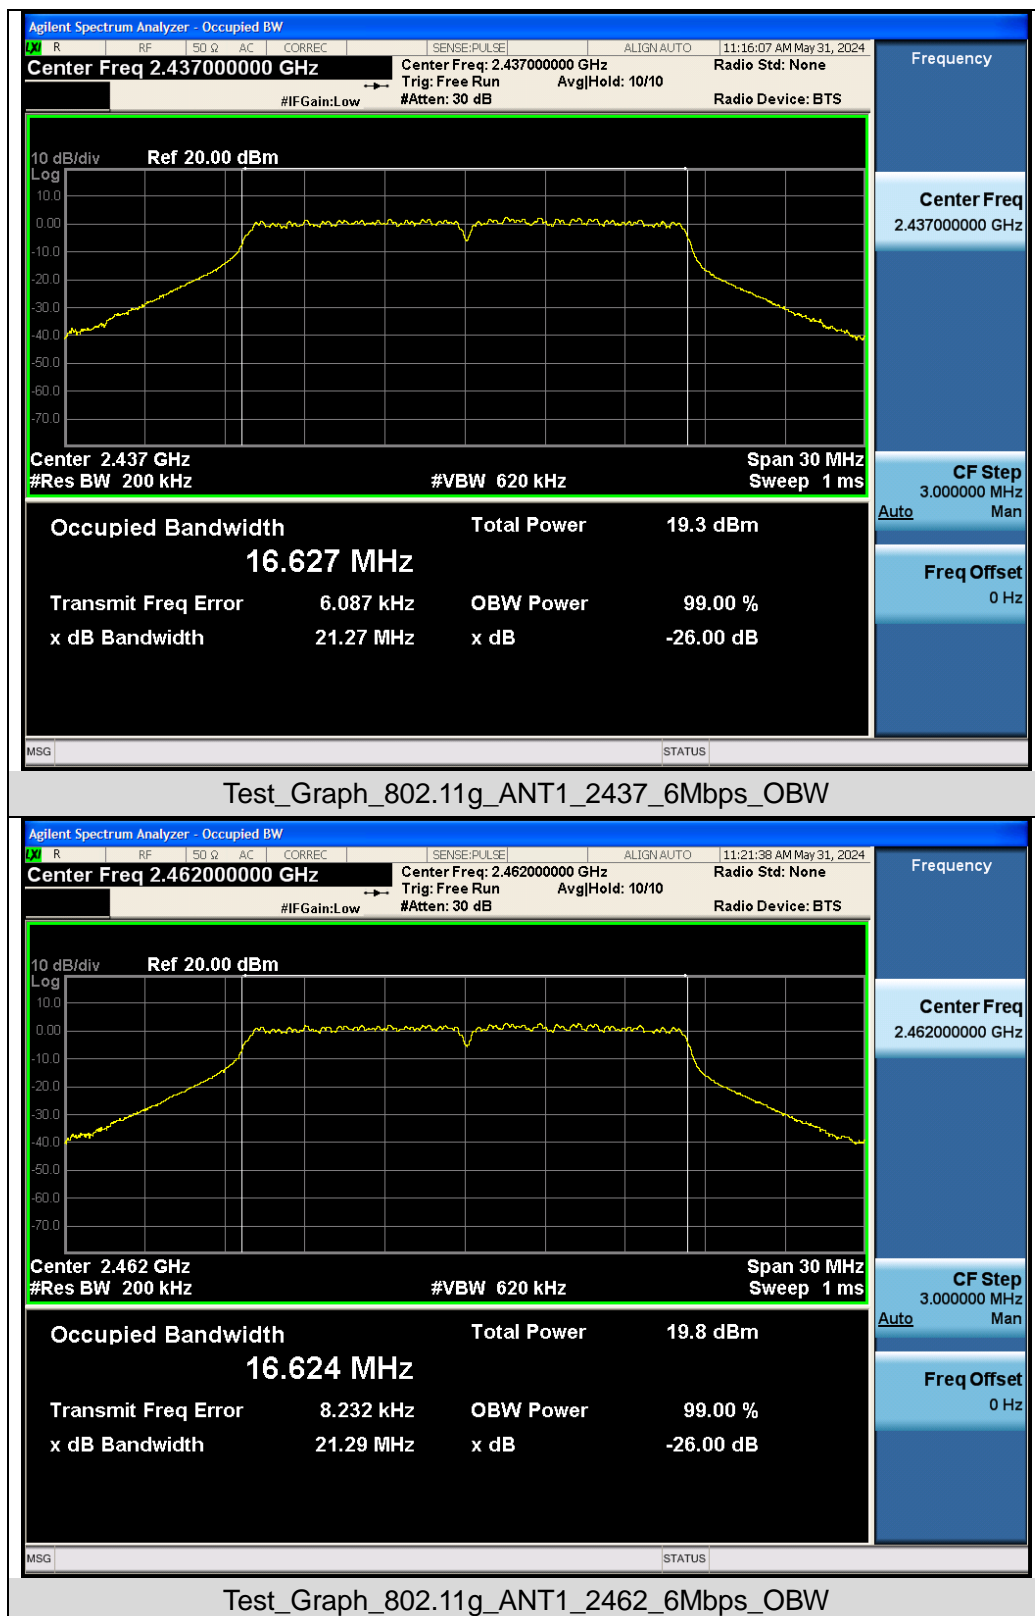 Agilent Spectrum Analyzer - Occupied BW
LXI R RF 50 Ω AC CORREC SENSE:PULSE ALIGN AUTO 11:16:07 AM May 31, 2024
Center Freq 2.437000000 GHz
Center Freq: 2.437000000 GHz Radio Std: None
Trig: Free Run Avg|Hold: 10/10
#IFGain:Low #Atten: 30 dB Radio Device: BTS
Frequency
10 dB/div Ref 20.00 dBm
Log
10.0
0.00
-10.0
-20.0
-30.0
-40.0
-50.0
-60.0
-70.0
Center 2.437 GHz Span 30 MHz
#Res BW 200 kHz #VBW 620 kHz Sweep 1 ms
Center Freq
2.437000000 GHz
CF Step
3.000000 MHz
Auto Man
Freq Offset
0 Hz
Occupied Bandwidth Total Power 19.3 dBm
16.627 MHz
Transmit Freq Error 6.087 kHz OBW Power 99.00 %
x dB Bandwidth 21.27 MHz x dB -26.00 dB
MSG STATUS
Test_Graph_802.11g_ANT1_2437_6Mbps_OBW
Agilent Spectrum Analyzer - Occupied BW
LXI R RF 50 Ω AC CORREC SENSE:PULSE ALIGN AUTO 11:21:38 AM May 31, 2024
Center Freq 2.462000000 GHz
Center Freq: 2.462000000 GHz Radio Std: None
Trig: Free Run Avg|Hold: 10/10
#IFGain:Low #Atten: 30 dB Radio Device: BTS
Frequency
10 dB/div Ref 20.00 dBm
Log
10.0
0.00
-10.0
-20.0
-30.0
-40.0
-50.0
-60.0
-70.0
Center 2.462 GHz Span 30 MHz
#Res BW 200 kHz #VBW 620 kHz Sweep 1 ms
Center Freq
2.462000000 GHz
CF Step
3.000000 MHz
Auto Man
Freq Offset
0 Hz
Occupied Bandwidth Total Power 19.8 dBm
16.624 MHz
Transmit Freq Error 8.232 kHz OBW Power 99.00 %
x dB Bandwidth 21.29 MHz x dB -26.00 dB
MSG STATUS
Test_Graph_802.11g_ANT1_2462_6Mbps_OBW